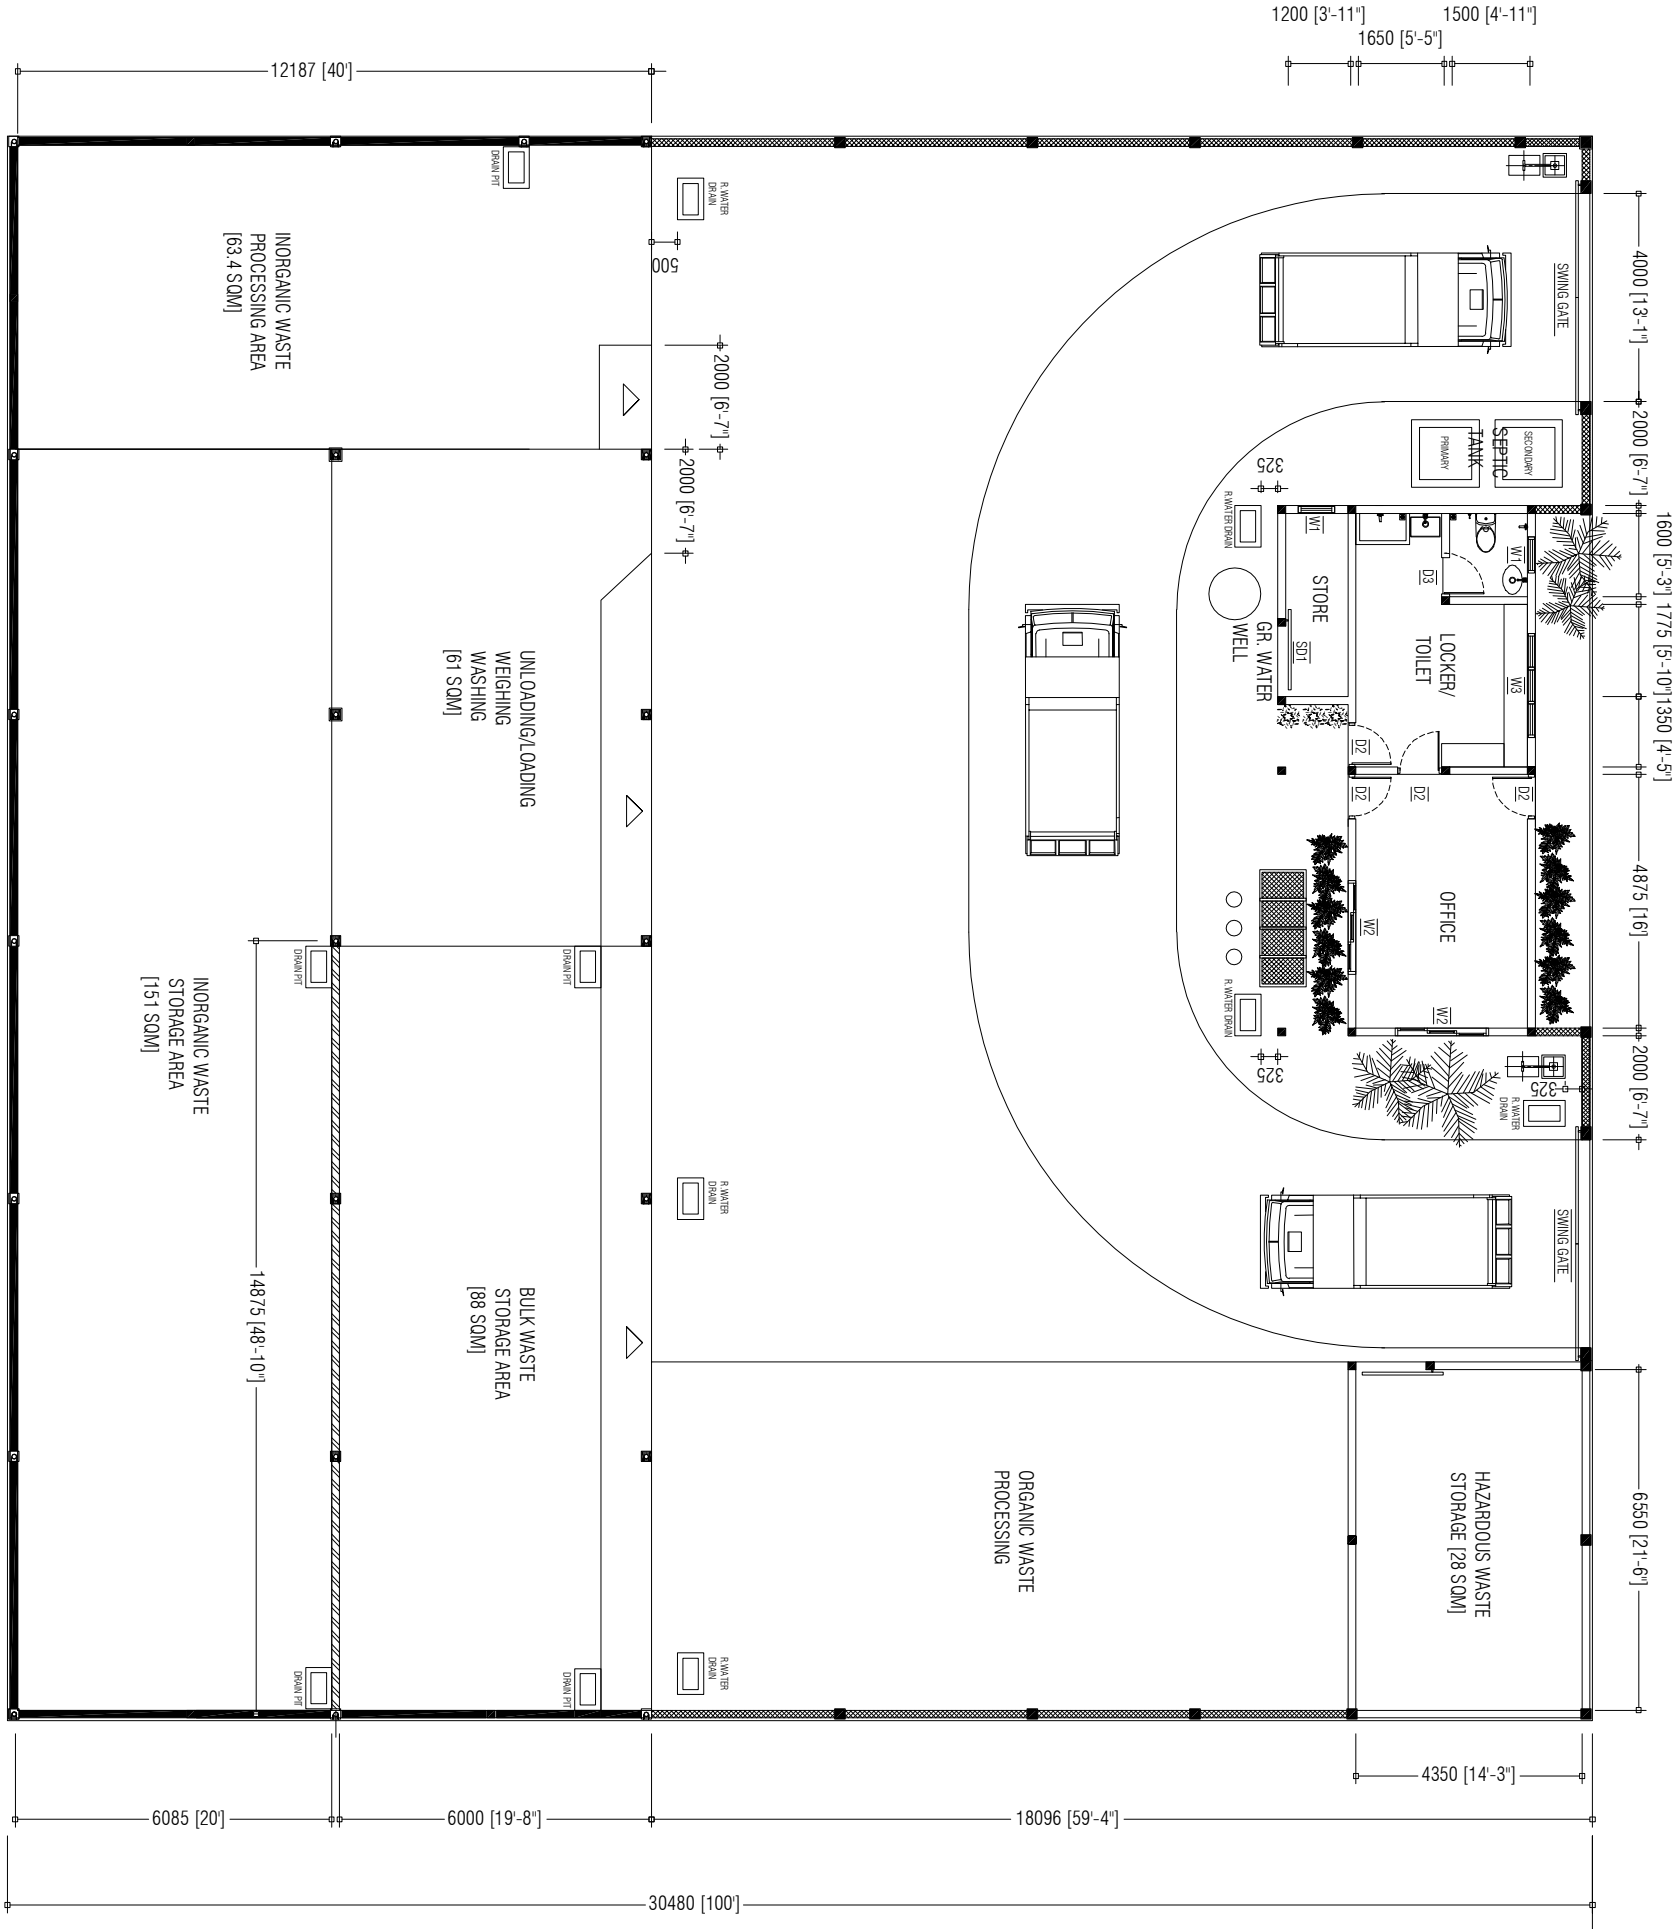 1200 [3'-11"]
1500 [4'-11"]
1650 [5'-5"]
12187 [40']
DRAIN PIT
R.WATER
DRAIN
500
INORGANIC WASTE
PROCESSING AREA
[63.4 SQM]
2000 [6'-7"]
2000 [6'-7"]
SWING GATE
4000 [13'-1"]
2000 [6'-7"]
SEPTIC
TANK
SECONDARY
PRIMARY
325
R.WATER DRAIN
W1
W1
D3
STORE
SD1
GR. WATER
WELL
LOCKER/
TOILET
W3
D2
D2
D2
D2
1600 [5'-3"]
1775 [5'-10"]
1350 [4'-5"]
4875 [16']
UNLOADING/LOADING
WEIGHING
WASHING
[61 SQM]
OFFICE
W2
W2
R.WATER DRAIN
325
325
R.WATER
DRAIN
2000 [6'-7"]
DRAIN PIT
DRAIN PIT
INORGANIC WASTE
STORAGE AREA
[151 SQM]
R.WATER
DRAIN
SWING GATE
14875 [48'-10"]
BULK WASTE
STORAGE AREA
[88 SQM]
ORGANIC WASTE
PROCESSING
HAZARDOUS WASTE
STORAGE [28 SQM]
6550 [21'-6"]
DRAIN PIT
DRAIN PIT
R.WATER
DRAIN
4350 [14'-3"]
6085 [20']
6000 [19'-8"]
18096 [59'-4"]
30480 [100']